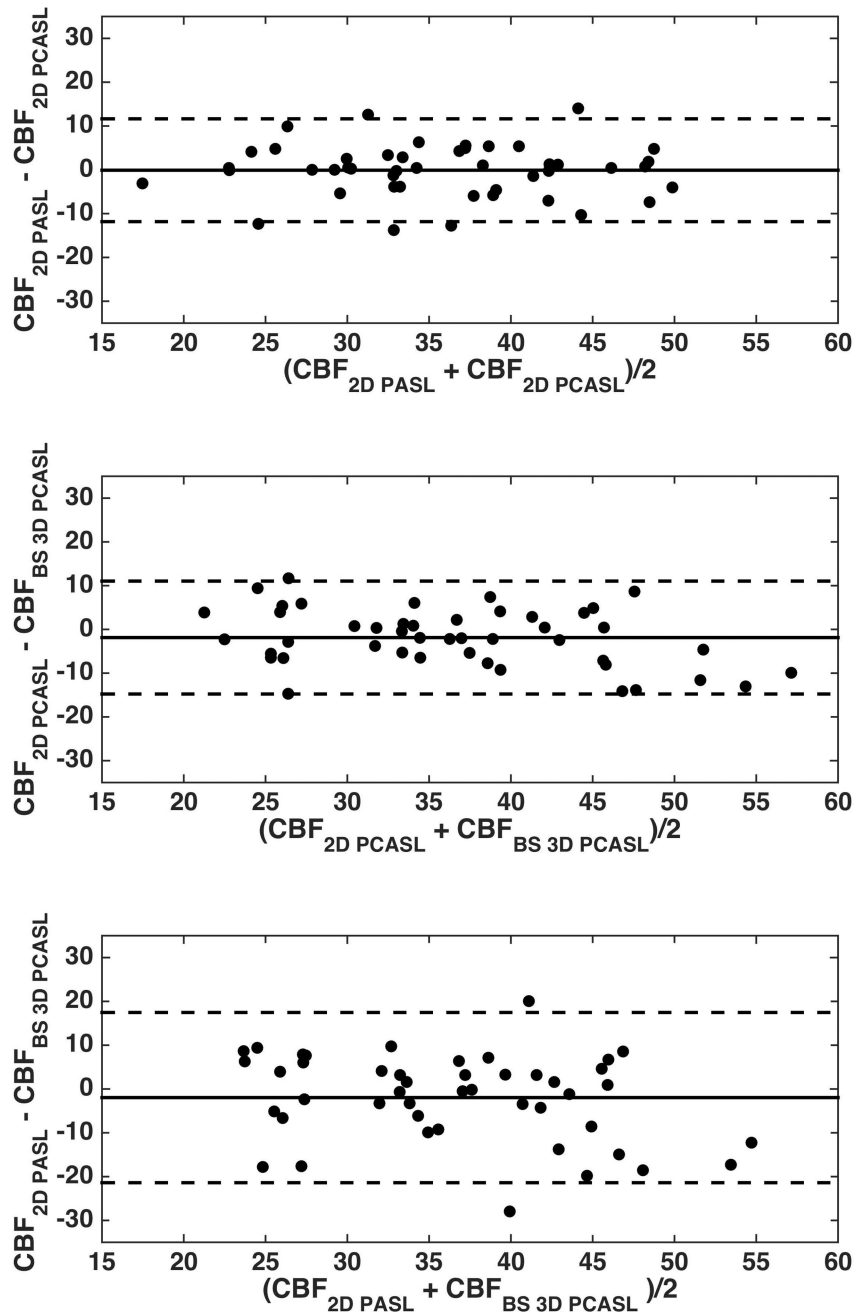 CBF2D PASL - CBF2D PCASL
30
20
10
0
-10
-20
-30
15 20 25 30 35 40 45 50 55 60
(CBF2D PASL + CBF2D PCASL)/2
CBF2D PCASL - CBFBS 3D PCASL
30
20
10
0
-10
-20
-30
15 20 25 30 35 40 45 50 55 60
(CBF2D PCASL + CBFBS 3D PCASL)/2
CBF2D PASL - CBFBS 3D PCASL
30
20
10
0
-10
-20
-30
15 20 25 30 35 40 45 50 55 60
(CBF2D PASL + CBFBS 3D PCASL )/2